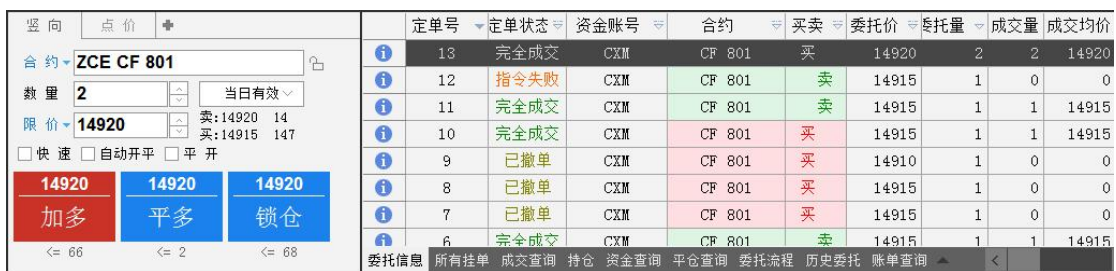 竖 向 点 价
合 约 ZCE CF 801
数 量 2 当日有效
限 价 14920 卖:14920 14
买:14915 147
快 速 自动开平 平 开
14920 14920 14920
加多 平多 锁仓
<= 66 <= 2 <= 68
定单号 定单状态 资金账号 合约 买卖 委托价 委托量 成交量 成交均价
13 完全成交 CXM CF 801 买 14920 2 2 14920
12 指令失败 CXM CF 801 卖 14915 1 0 0
11 完全成交 CXM CF 801 卖 14915 1 1 14915
10 完全成交 CXM CF 801 买 14915 1 1 14915
9 已撤单 CXM CF 801 买 14910 1 0 0
8 已撤单 CXM CF 801 买 14915 1 0 0
7 已撤单 CXM CF 801 买 14915 1 0 0
6 完全成交 CXM CF 801 卖 14915 1 1 14915
委托信息 所有挂单 成交查询 持仓 资金查询 平仓查询 委托流程 历史委托 账单查询